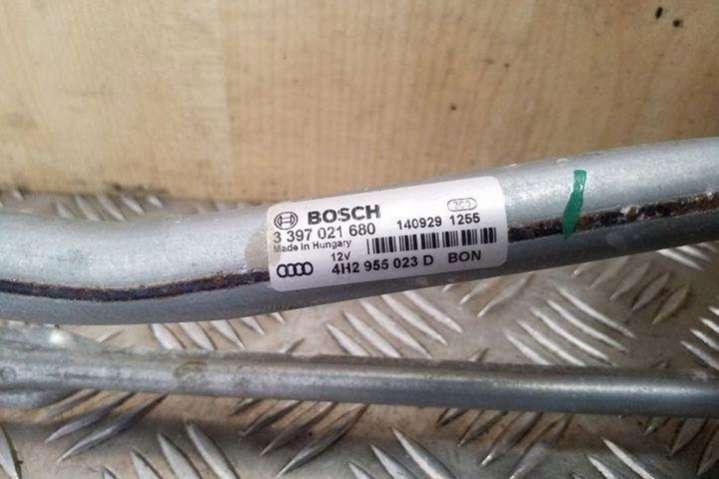 BOSCH
3 397 021 680 140929 1255
Made in Hungary
12V
4H2 955 023 D BON